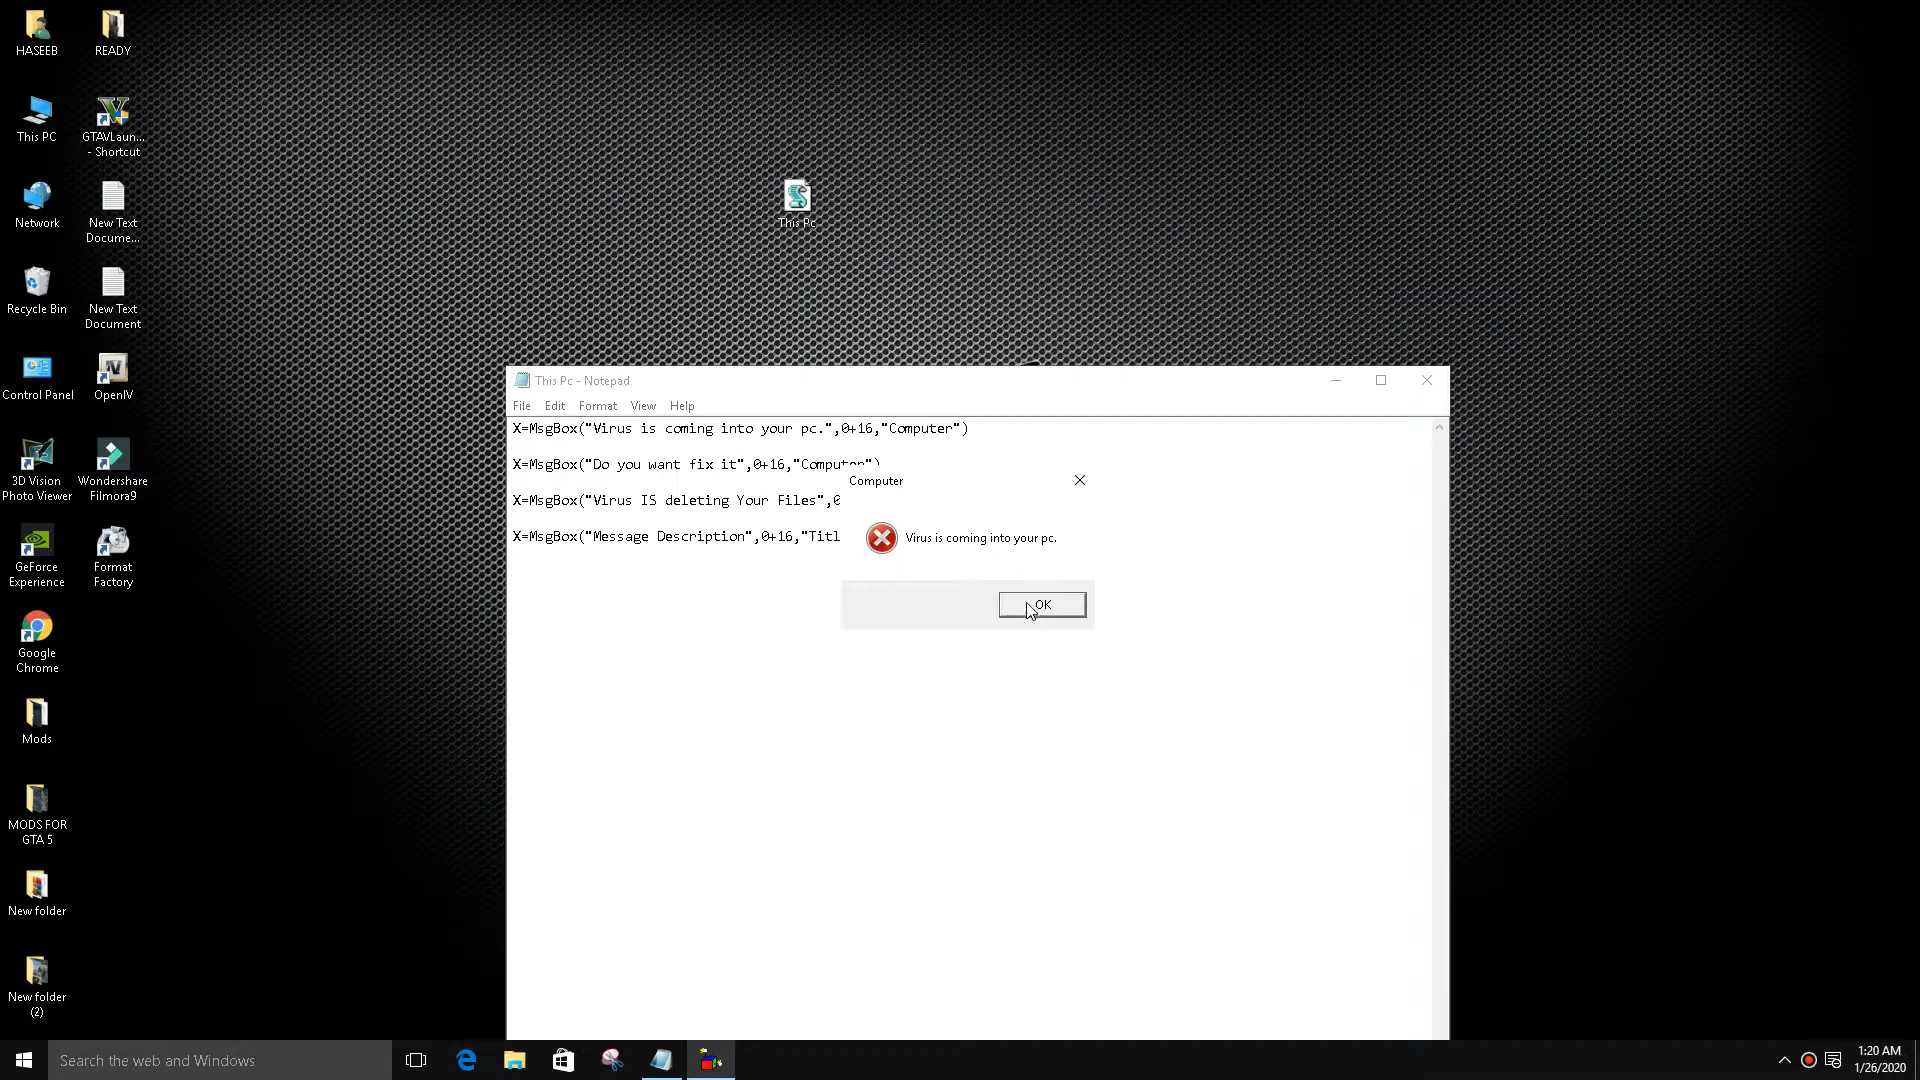 HASEEB
READY
This PC
GTAVLaun...
- Shortcut
Network
New Text
Docume...
Recycle Bin
New Text
Document
Control Panel
OpenIV
3D Vision
Photo Viewer
Wondershare
Filmora9
GeForce
Experience
Format
Factory
Google
Chrome
Mods
MODS FOR
GTA 5
New folder
New folder
(2)
This Pc
This Pc - Notepad
File Edit Format View Help
X=MsgBox("Virus is coming into your pc.",0+16,"Computer")
X=MsgBox("Do you want fix it",0+16,"Computer")
X=MsgBox("Virus IS deleting Your Files",0
X=MsgBox("Message Description",0+16,"Titl
Computer
Virus is coming into your pc.
OK
Search the web and Windows
1:20 AM
1/26/2020